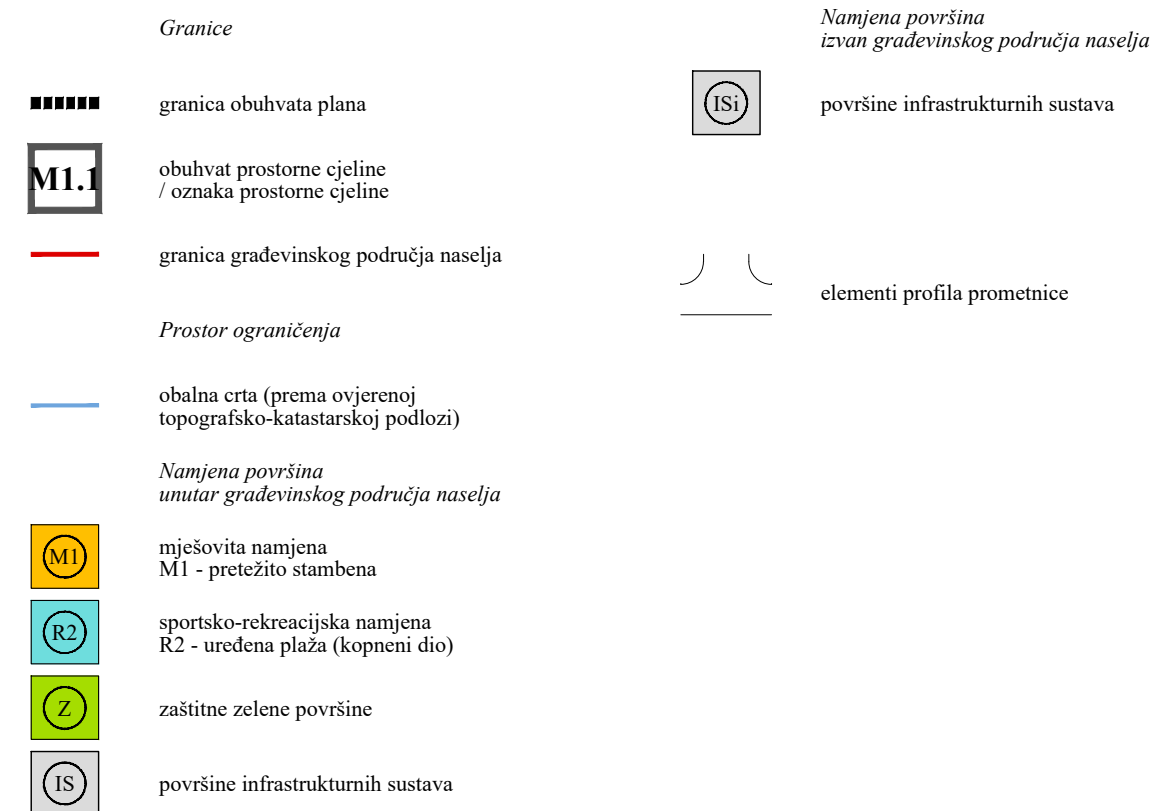 Granice
granica obuhvata plana
M1.1
obuhvat prostorne cjeline
/ oznaka prostorne cjeline
granica građevinskog područja naselja
Prostor ograničenja
obalna crta (prema ovjerenoj
topografsko-katastarskoj podlozi)
Namjena površina
unutar građevinskog područja naselja
M1
mješovita namjena
M1 - pretežito stambena
R2
sportsko-rekreacijska namjena
R2 - uređena plaža (kopneni dio)
Z
zaštitne zelene površine
IS
površine infrastrukturnih sustava
Namjena površina
izvan građevinskog područja naselja
ISi
površine infrastrukturnih sustava
elementi profila prometnice